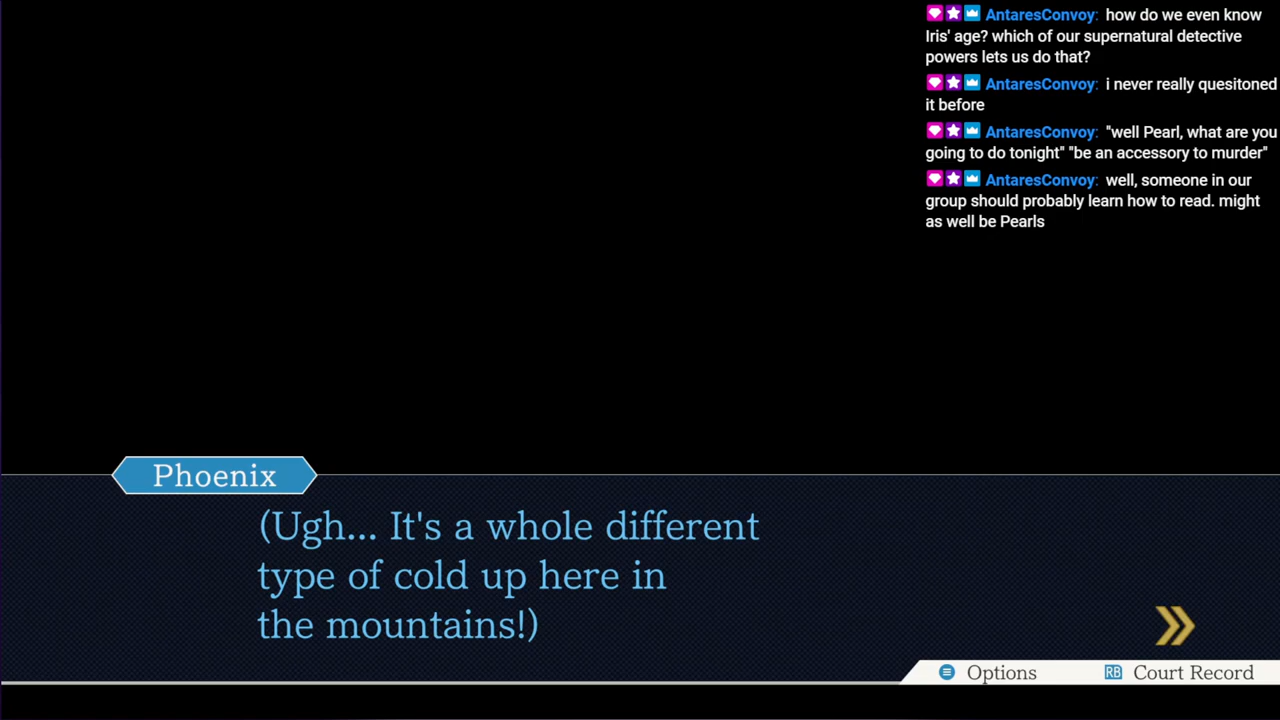 AntaresConvoy: how do we even know
Iris' age? which of our supernatural detective
powers lets us do that?
AntaresConvoy: i never really quesitoned
it before
AntaresConvoy: "well Pearl, what are you
going to do tonight" "be an accessory to murder"
AntaresConvoy: well, someone in our
group should probably learn how to read. might
as well be Pearls
Phoenix
(Ugh... It's a whole different
type of cold up here in
the mountains!)
Options RB Court Record